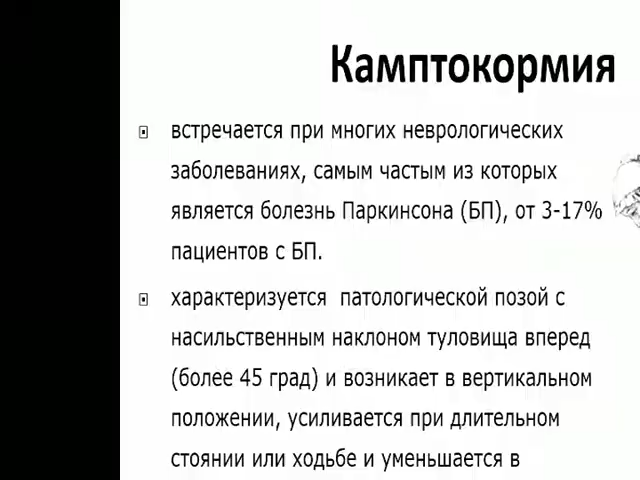 Камптокормия
встречается при многих неврологических
заболеваниях, самым частым из которых
является болезнь Паркинсона (БП), от 3-17%
пациентов с БП.
характеризуется патологической позой с
насильственным наклоном туловища вперед
(более 45 град) и возникает в вертикальном
положении, усиливается при длительном
стоянии или ходьбе и уменьшается в